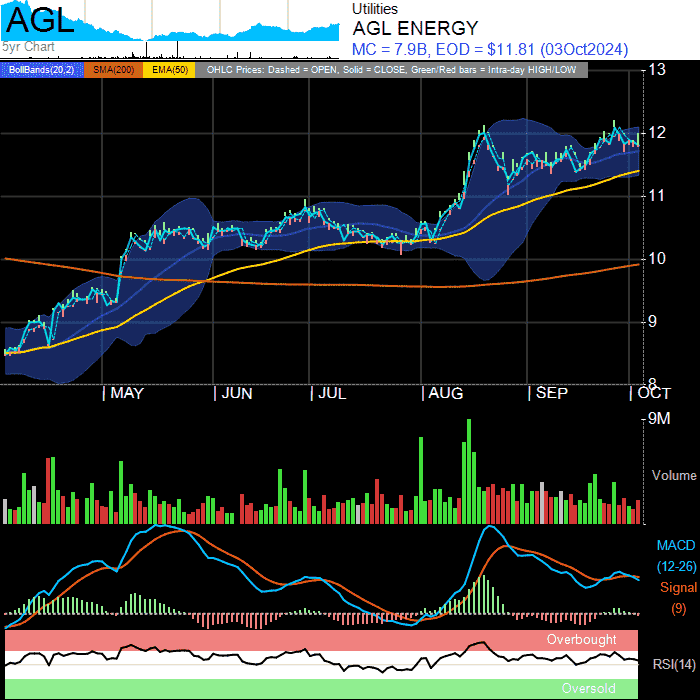 AGL
5yr Chart
Utilities
AGL ENERGY
MC = 7.9B, EOD = $11.81 (03Oct2024)
BollBands(20,2) SMA(200) EMA(50) OHLC Prices: Dashed = OPEN, Solid = CLOSE, Green/Red bars = Intra-day HIGH/LOW
13
12
11
10
9
8
MAY JUN JUL AUG SEP OCT
9M
Volume
MACD
(12-26)
Signal
(9)
Overbought
RSI(14)
Oversold